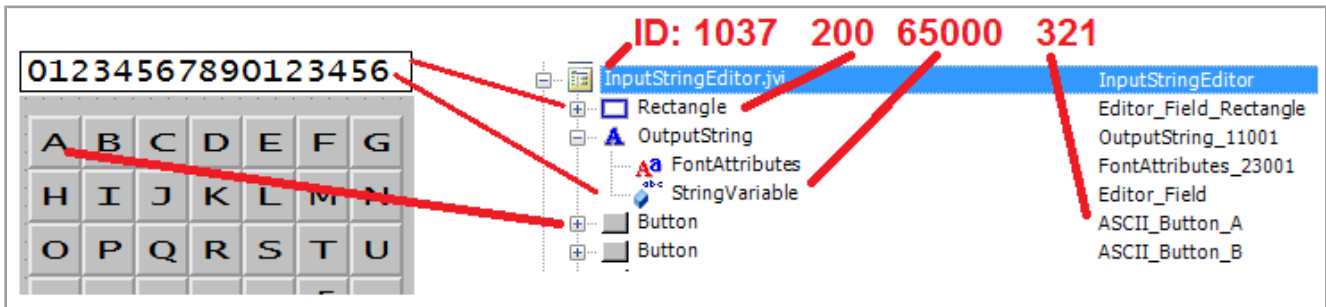 ID: 1037 200 65000 321
01234567890123456
InputStringEditor.jvi InputStringEditor
Rectangle Editor_Field_Rectangle
OutputString OutputString_11001
FontAttributes FontAttributes_23001
StringVariable Editor_Field
Button ASCII_Button_A
Button ASCII_Button_B
A B C D E F G
H I J K L M N
O P Q R S T U